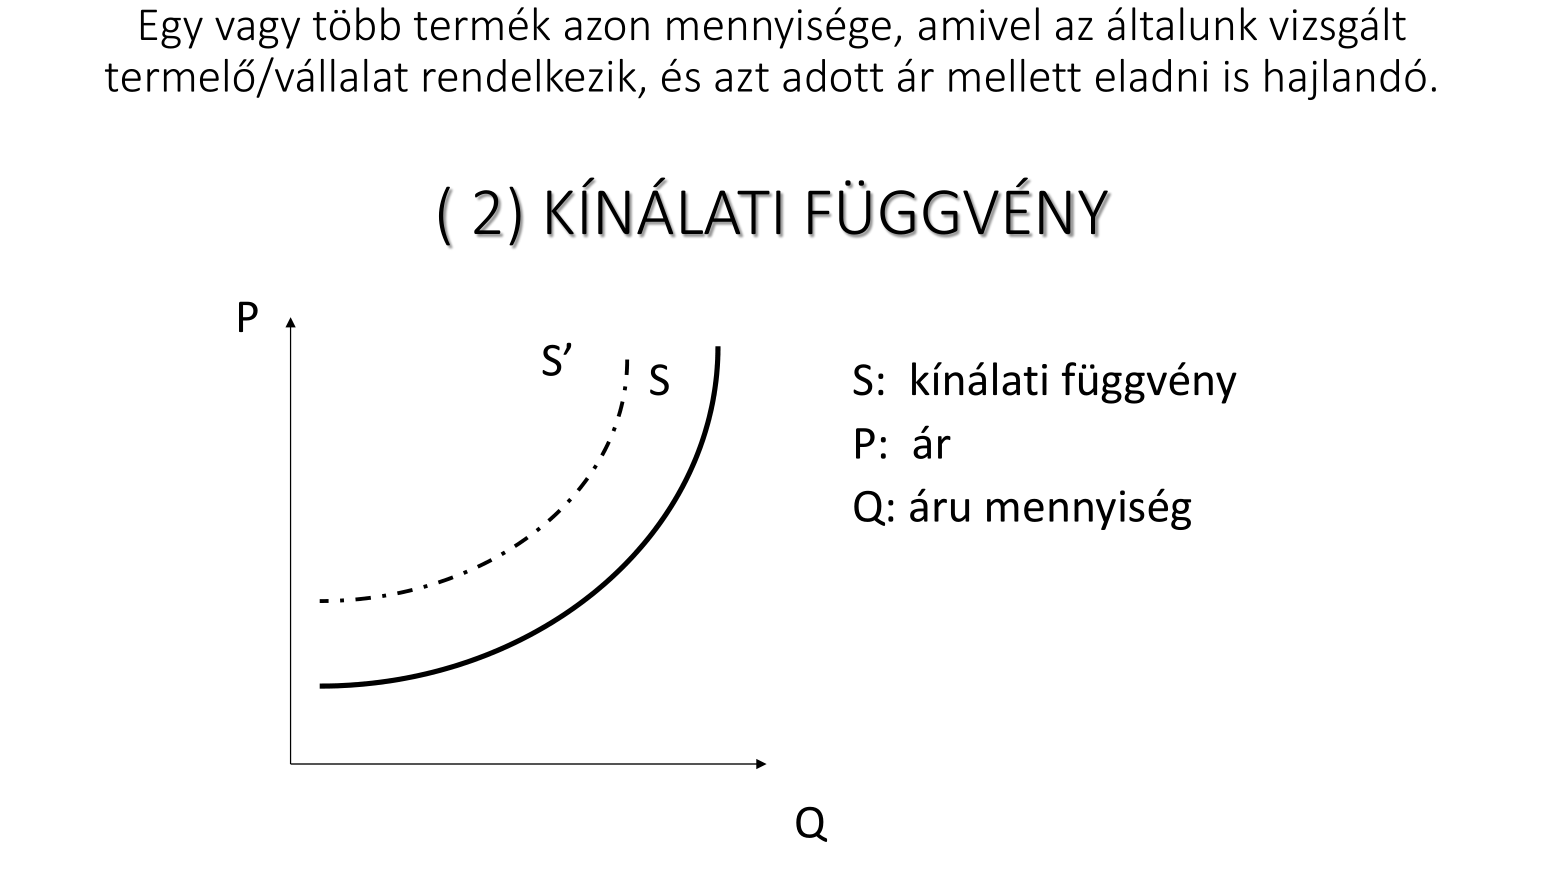 Egy vagy több termék azon mennyisége, amivel az általunk vizsgált
termelő/vállalat rendelkezik, és azt adott ár mellett eladni is hajlandó.
( 2) KÍNÁLATI FÜGGVÉNY
P
S’
S
S: kínálati függvény
P: ár
Q: áru mennyiség
Q